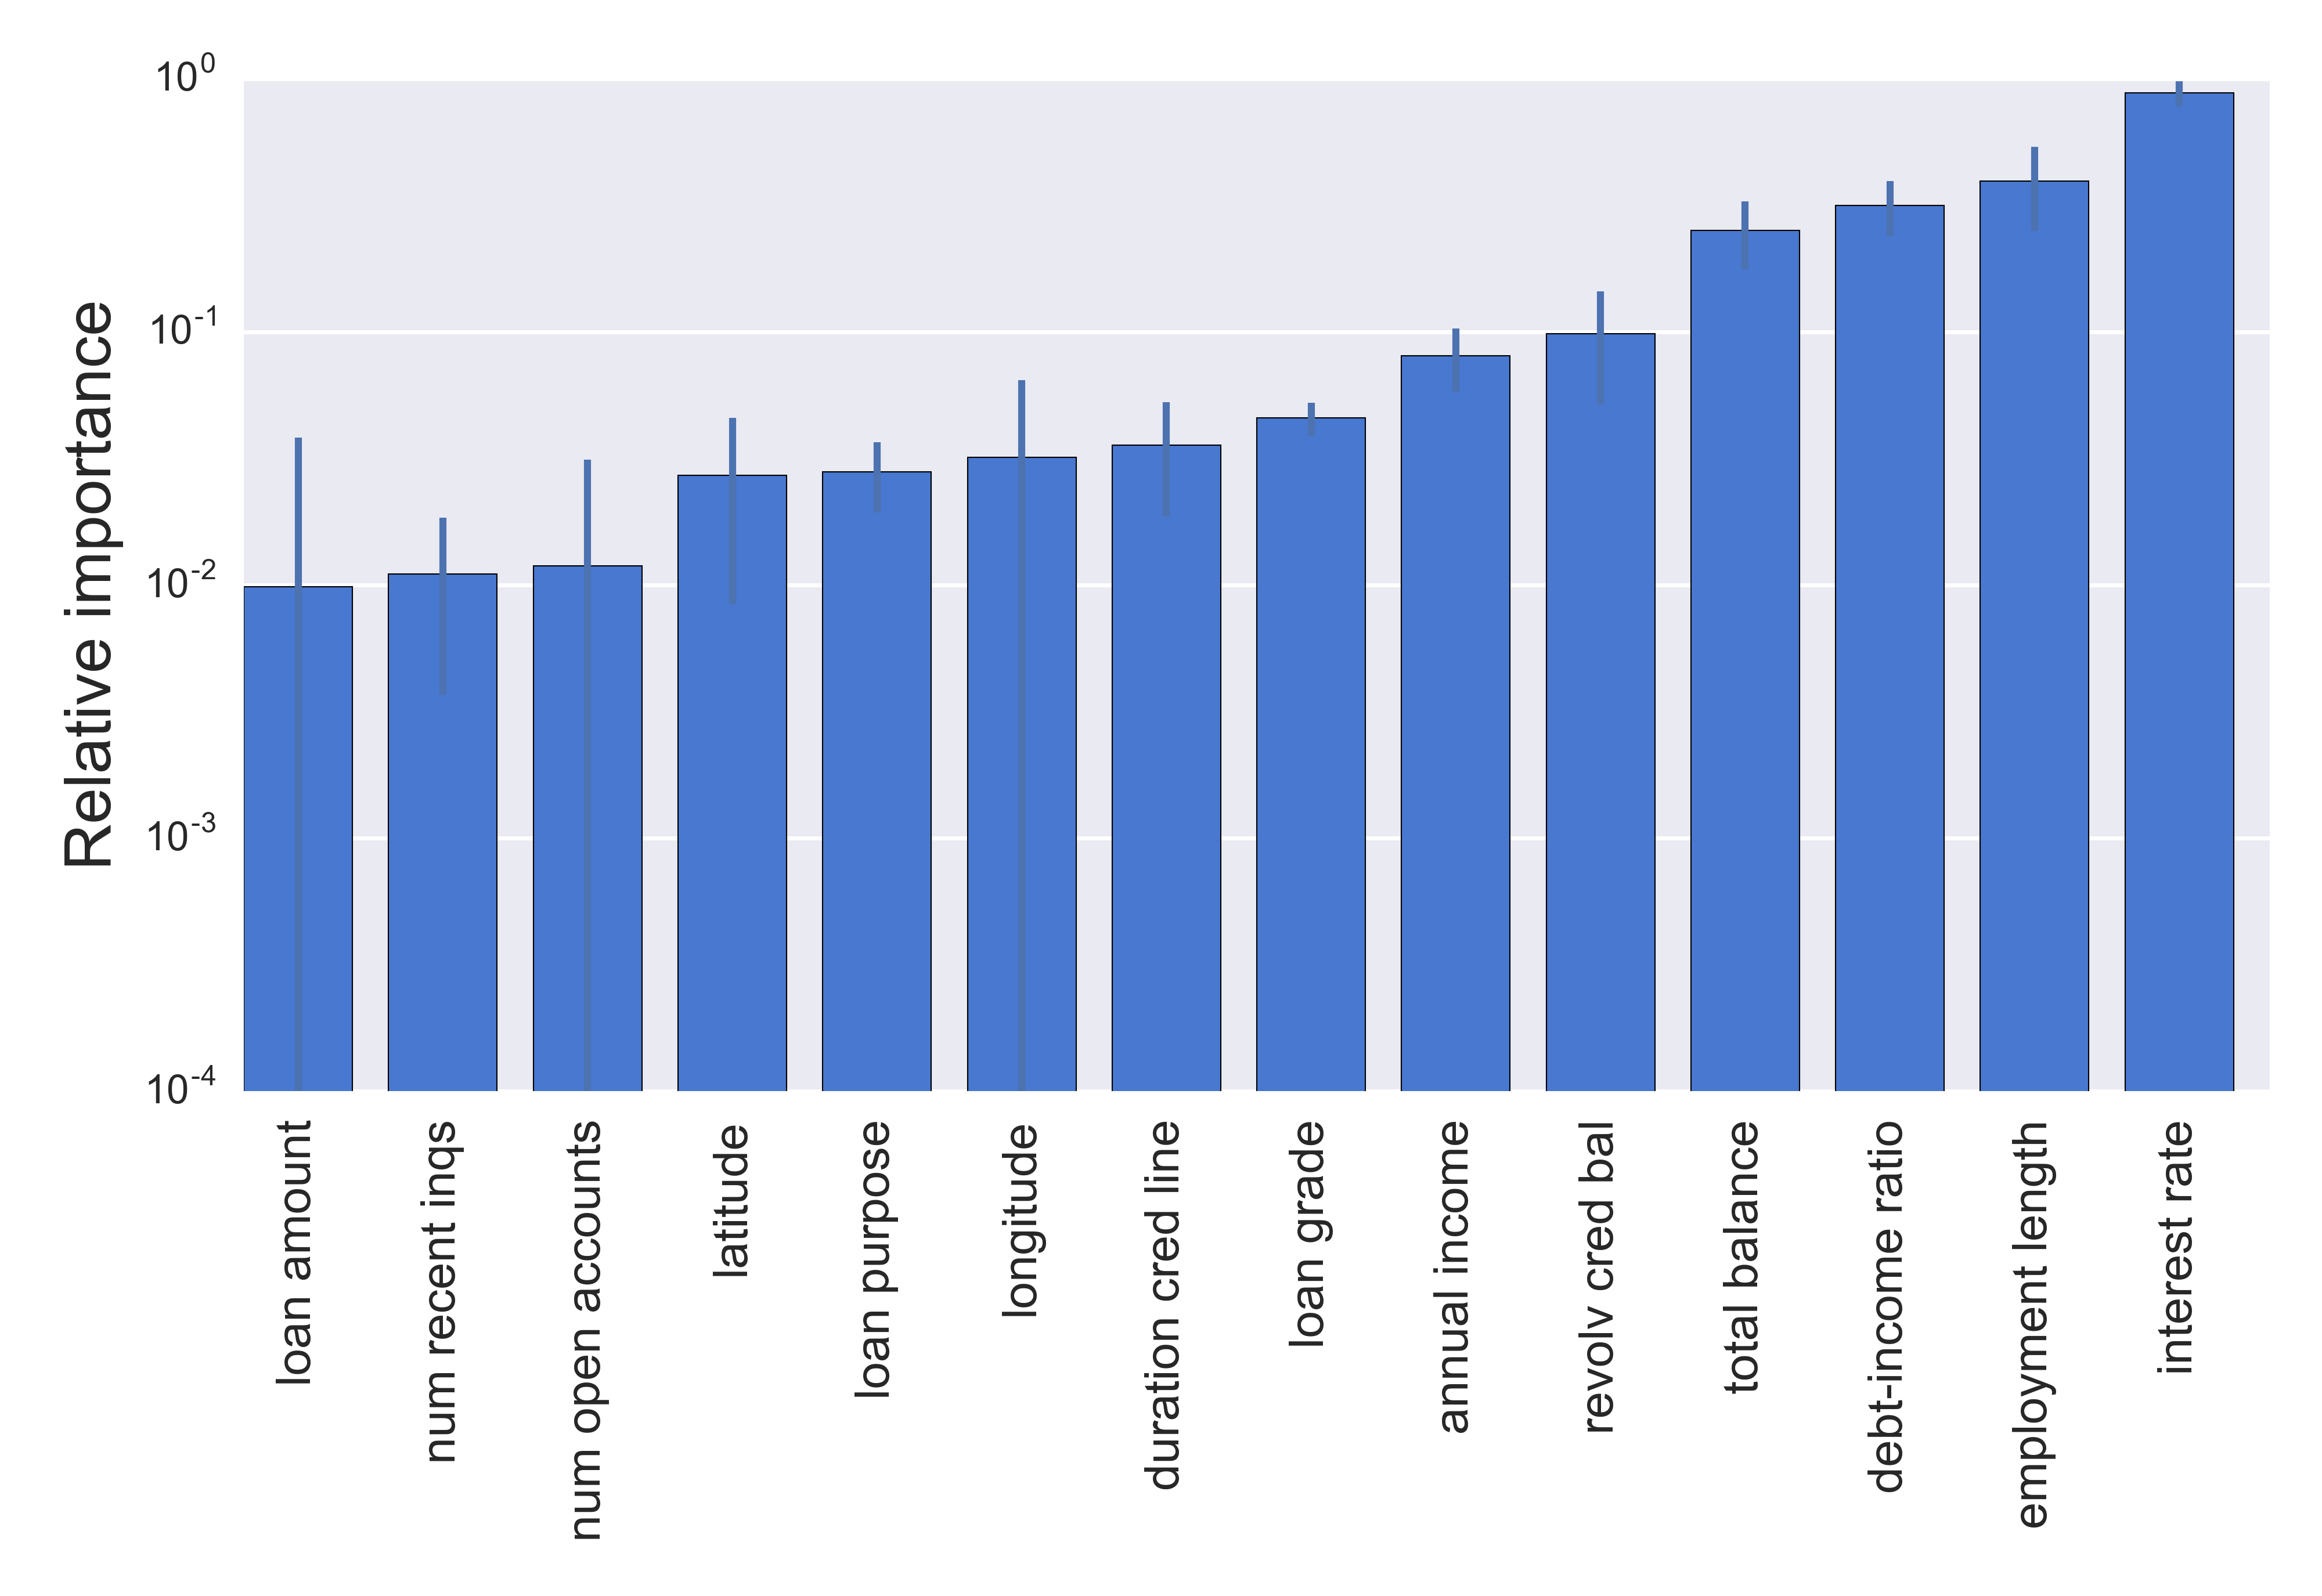 Relative importance
10^0
10^-1
10^-2
10^-3
10^-4
loan amount
num recent inqs
num open accounts
latitude
loan purpose
longitude
duration cred line
loan grade
annual income
revolv cred bal
total balance
debt-income ratio
employment length
interest rate